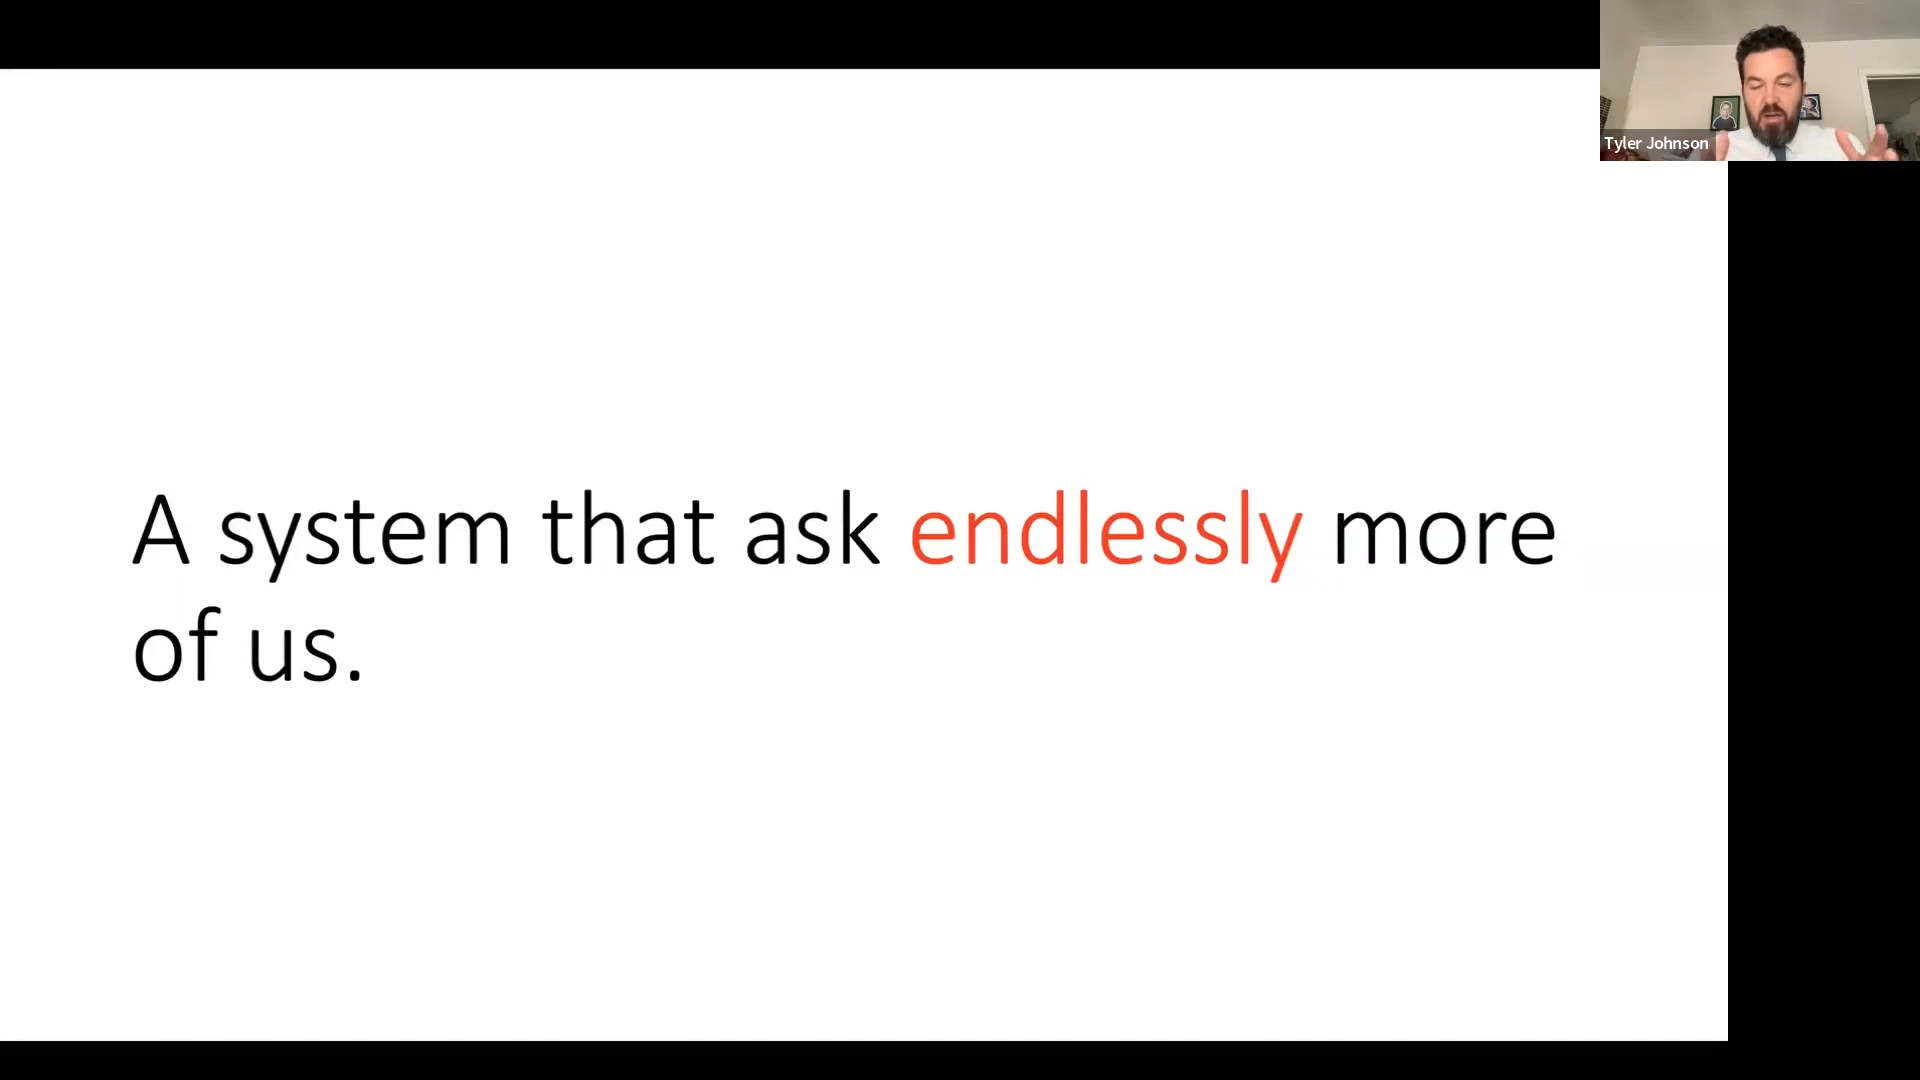 Tyler Johnson
A system that ask endlessly more
of us.